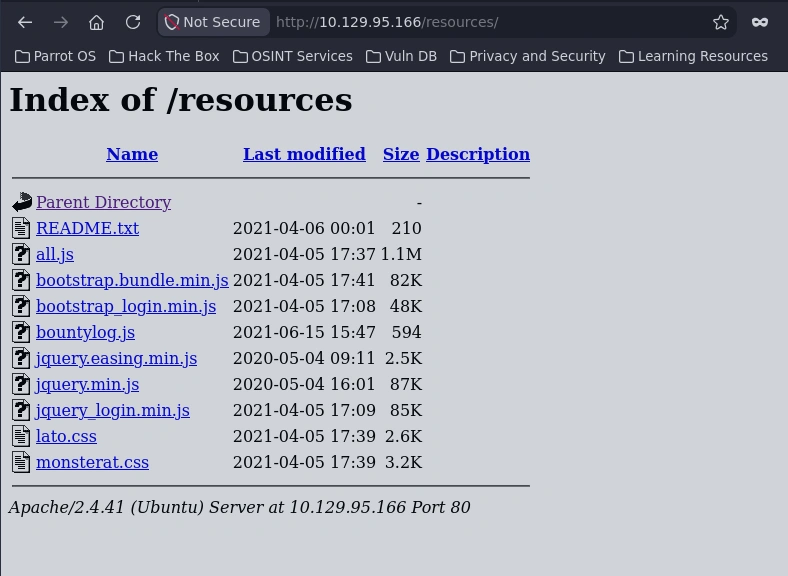 Not Secure http://10.129.95.166/resources/
Parrot OS Hack The Box OSINT Services Vuln DB Privacy and Security Learning Resources
Index of /resources
Name Last modified Size Description
Parent Directory -
README.txt 2021-04-06 00:01 210
all.js 2021-04-05 17:37 1.1M
bootstrap.bundle.min.js 2021-04-05 17:41 82K
bootstrap_login.min.js 2021-04-05 17:08 48K
bountylog.js 2021-06-15 15:47 594
jquery.easing.min.js 2020-05-04 09:11 2.5K
jquery.min.js 2020-05-04 16:01 87K
jquery_login.min.js 2021-04-05 17:09 85K
lato.css 2021-04-05 17:39 2.6K
monsterat.css 2021-04-05 17:39 3.2K
Apache/2.4.41 (Ubuntu) Server at 10.129.95.166 Port 80